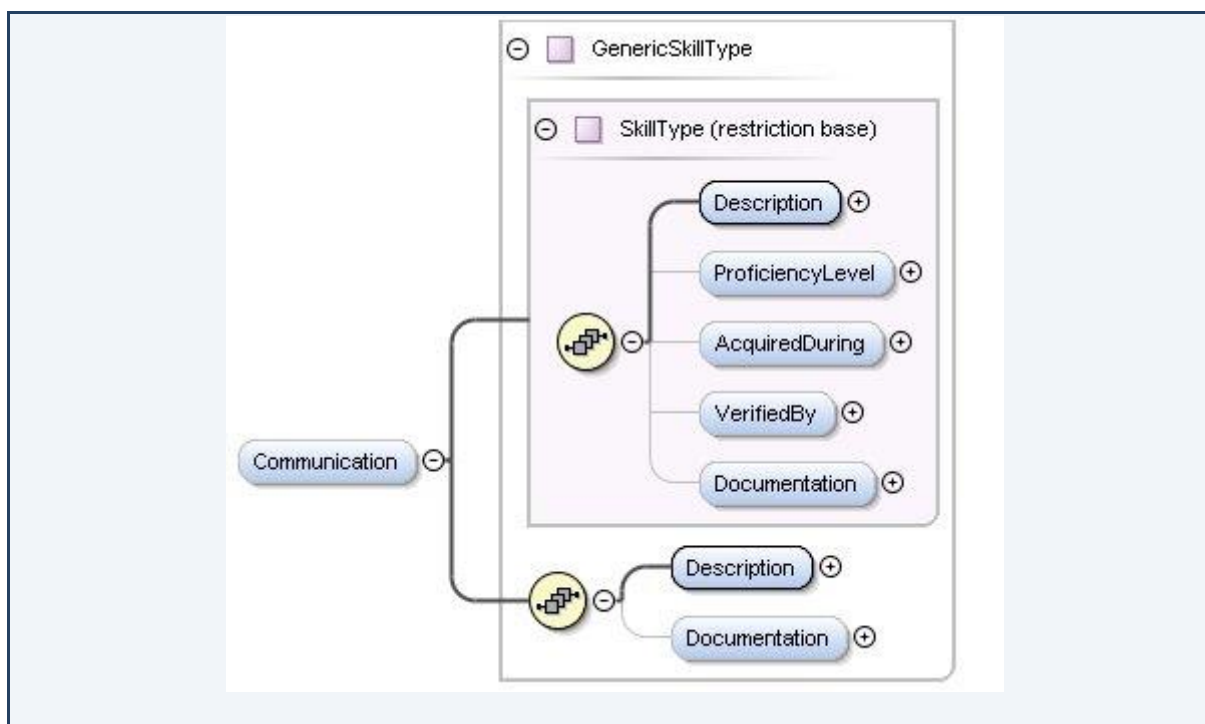 GenericSkillType
SkillType (restriction base)
Description
ProficiencyLevel
AcquiredDuring
VerifiedBy
Communication
Documentation
Description
Documentation